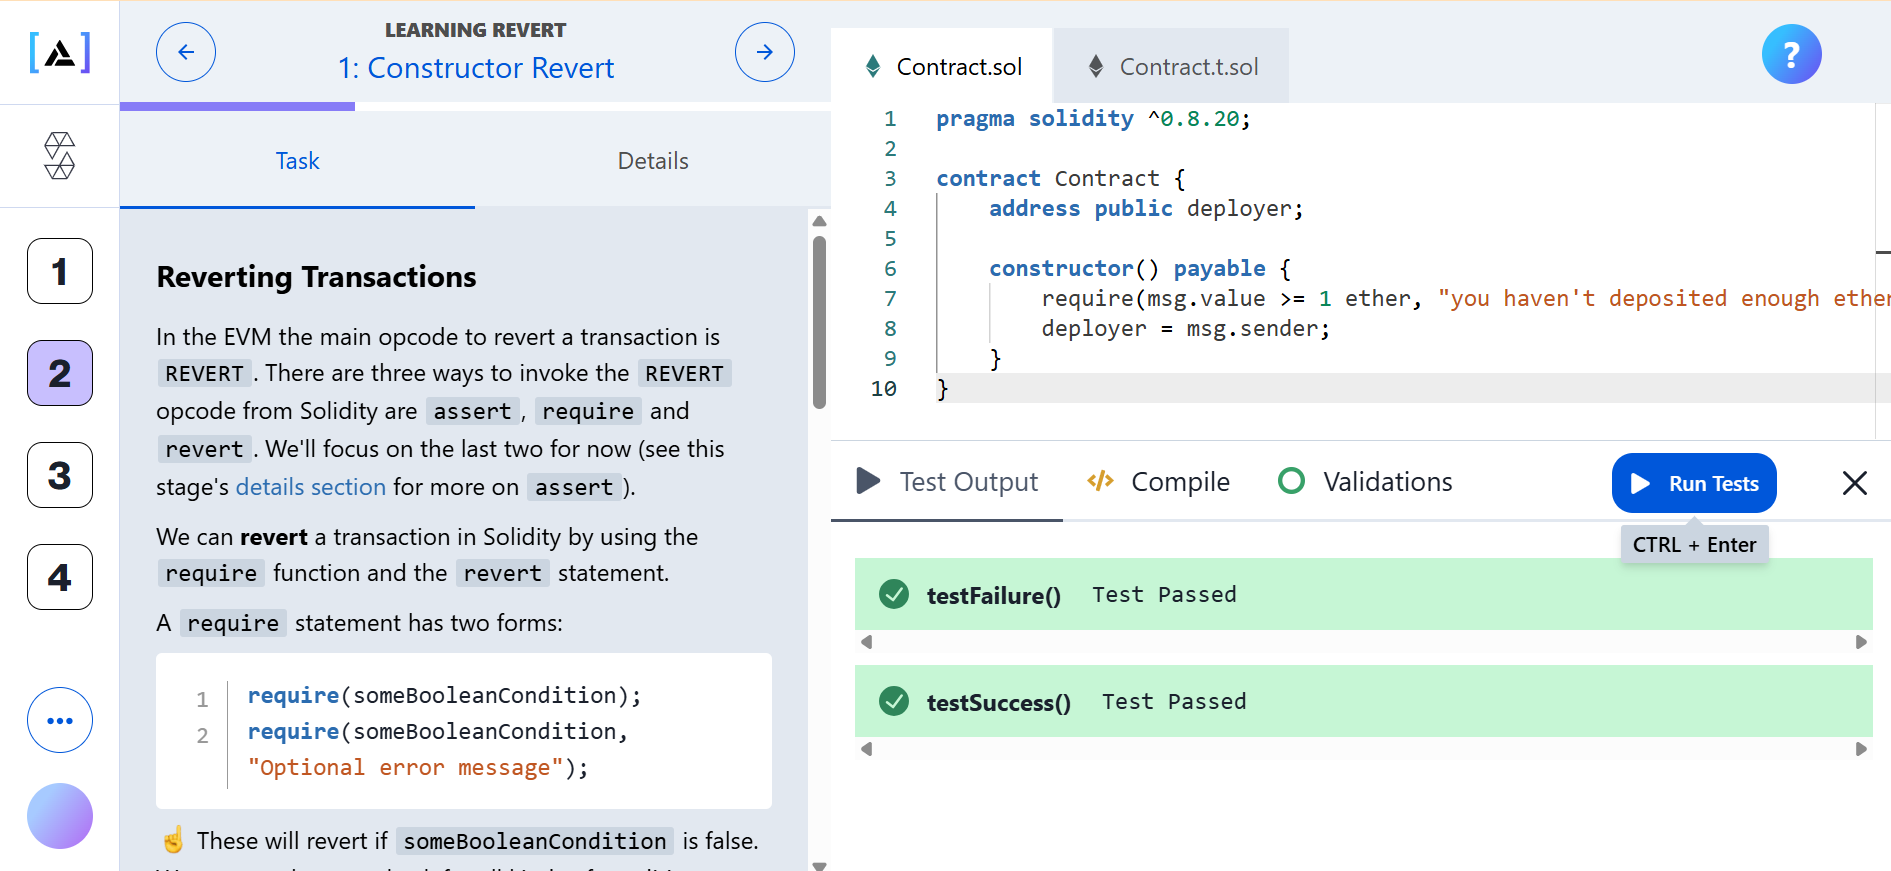 LEARNING REVERT
1: Constructor Revert
Task
Details
1
2
3
4
Reverting Transactions
In the EVM the main opcode to revert a transaction is
REVERT . There are three ways to invoke the REVERT
opcode from Solidity are assert , require and
revert . We'll focus on the last two for now (see this
stage's details section for more on assert ).
We can revert a transaction in Solidity by using the
require function and the revert statement.
A require statement has two forms:
1 require(someBooleanCondition);
2 require(someBooleanCondition,
"Optional error message");
☝ These will revert if someBooleanCondition is false.
Contract.sol
Contract.t.sol
?
1 pragma solidity ^0.8.20;
2
3 contract Contract {
4 address public deployer;
5
6 constructor() payable {
7 require(msg.value >= 1 ether, "you haven't deposited enough ether
8 deployer = msg.sender;
9 }
10 }
Test Output
Compile
Validations
Run Tests
CTRL + Enter
testFailure() Test Passed
testSuccess() Test Passed